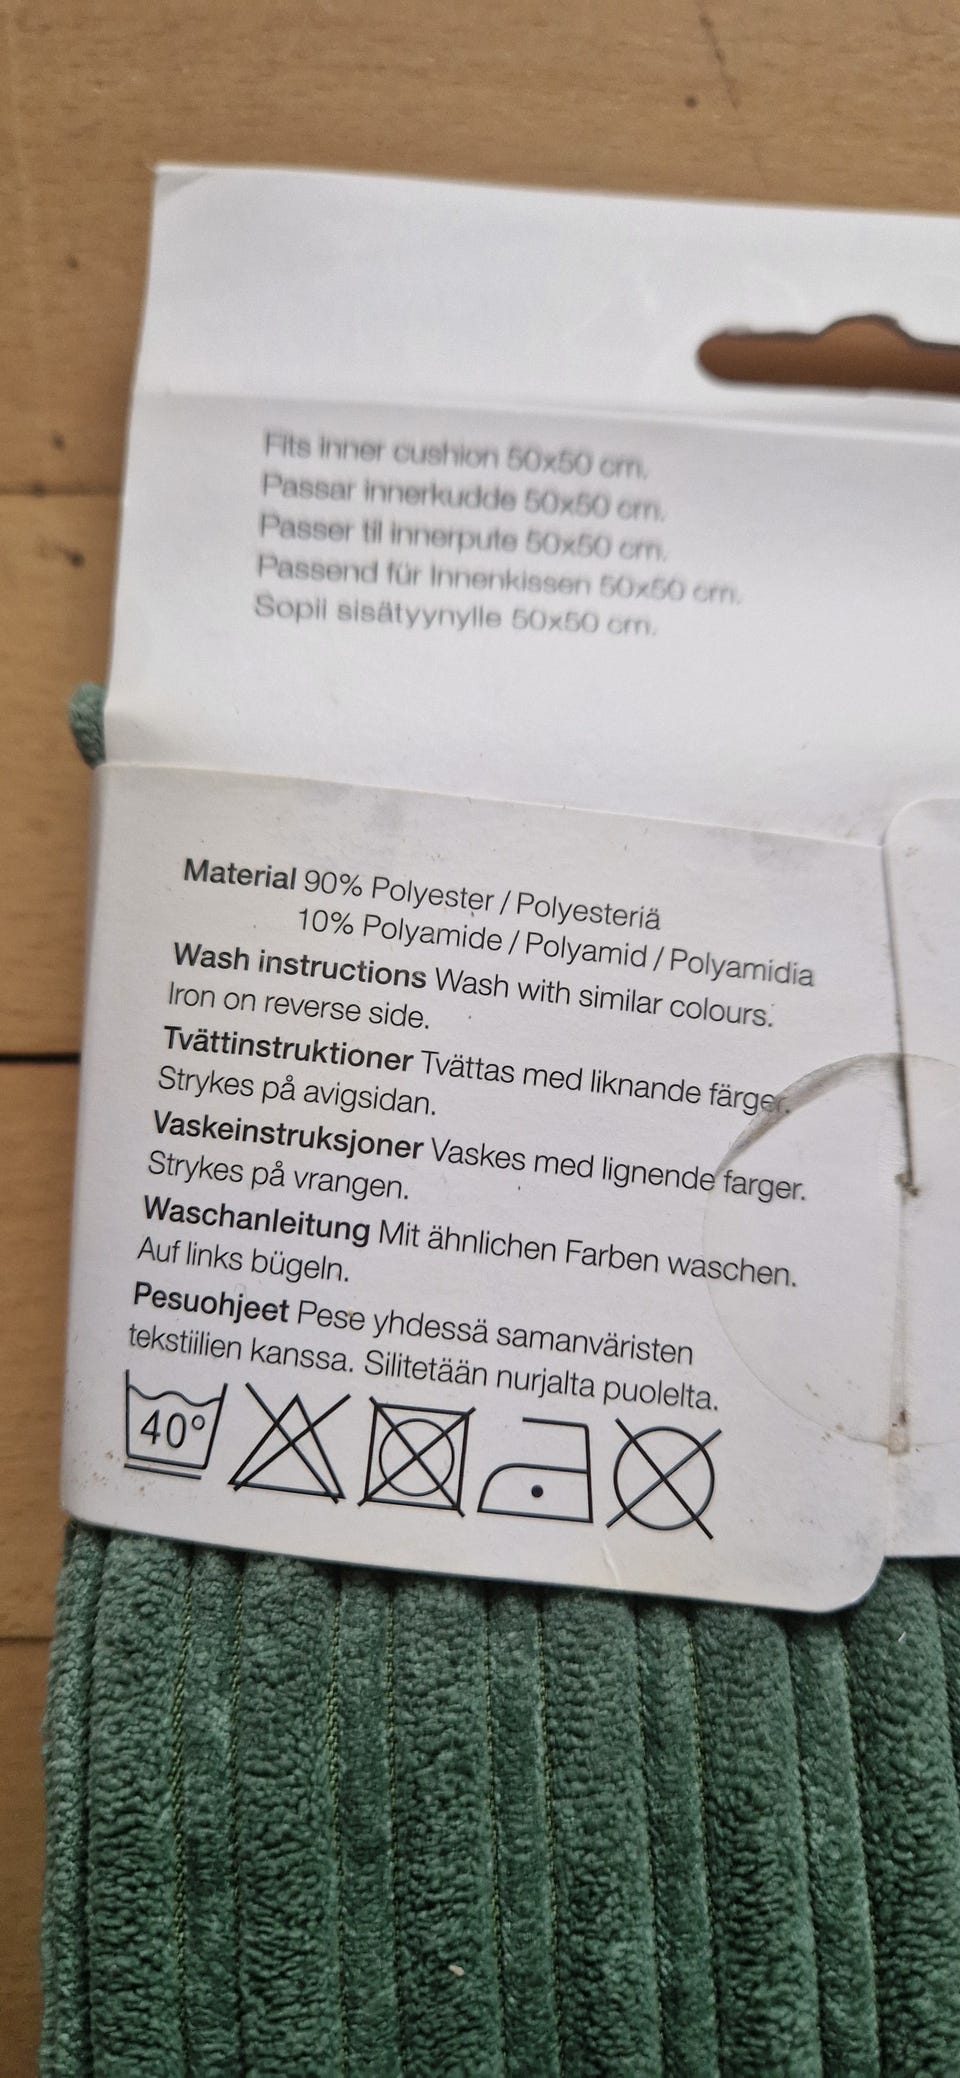 Fits inner cushion 50x50 cm.
Passar innerkudde 50x50 cm.
Passer til innerpute 50x50 cm.
Passend für Innenkissen 50x50 cm.
Sopii sisätyynylle 50x50 cm.
Material 90% Polyester / Polyesteriä
10% Polyamide / Polyamid / Polyamidia
Wash instructions Wash with similar colours.
Iron on reverse side.
Tvättinstruktioner Tvättas med liknande färger.
Strykes på avigsidan.
Vaskeinstruksjoner Vaskes med lignende farger.
Strykes på vrangen.
Waschanleitung Mit ähnlichen Farben waschen.
Auf links bügeln.
Pesuohjeet Pese yhdessä samanväristen
tekstiilien kanssa. Silitetään nurjalta puolelta.
40°